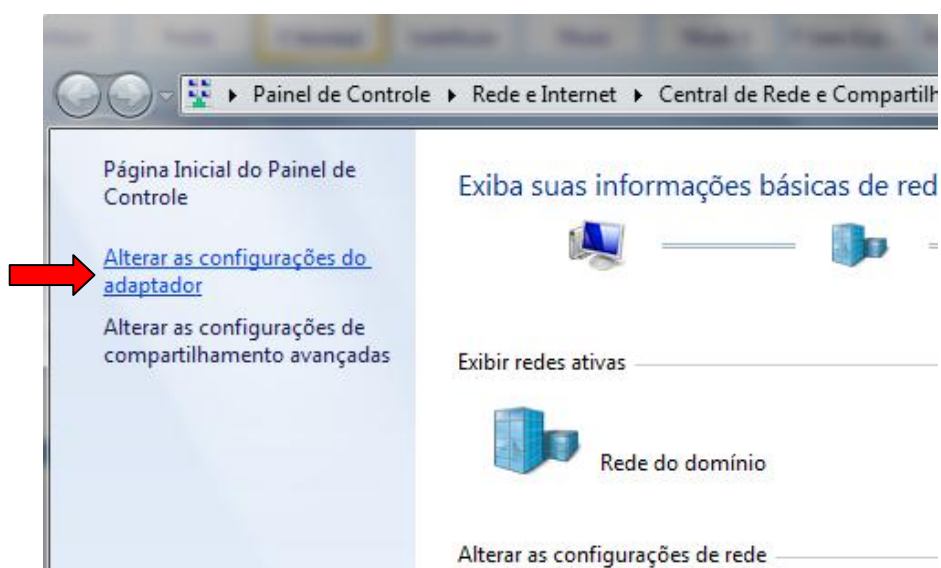 Painel de Controle ▸ Rede e Internet ▸ Central de Rede e Compartilh
Página Inicial do Painel de
Controle
Alterar as configurações do
adaptador
Alterar as configurações de
compartilhamento avançadas
Exiba suas informações básicas de red
Exibir redes ativas
Rede do domínio
Alterar as configurações de rede